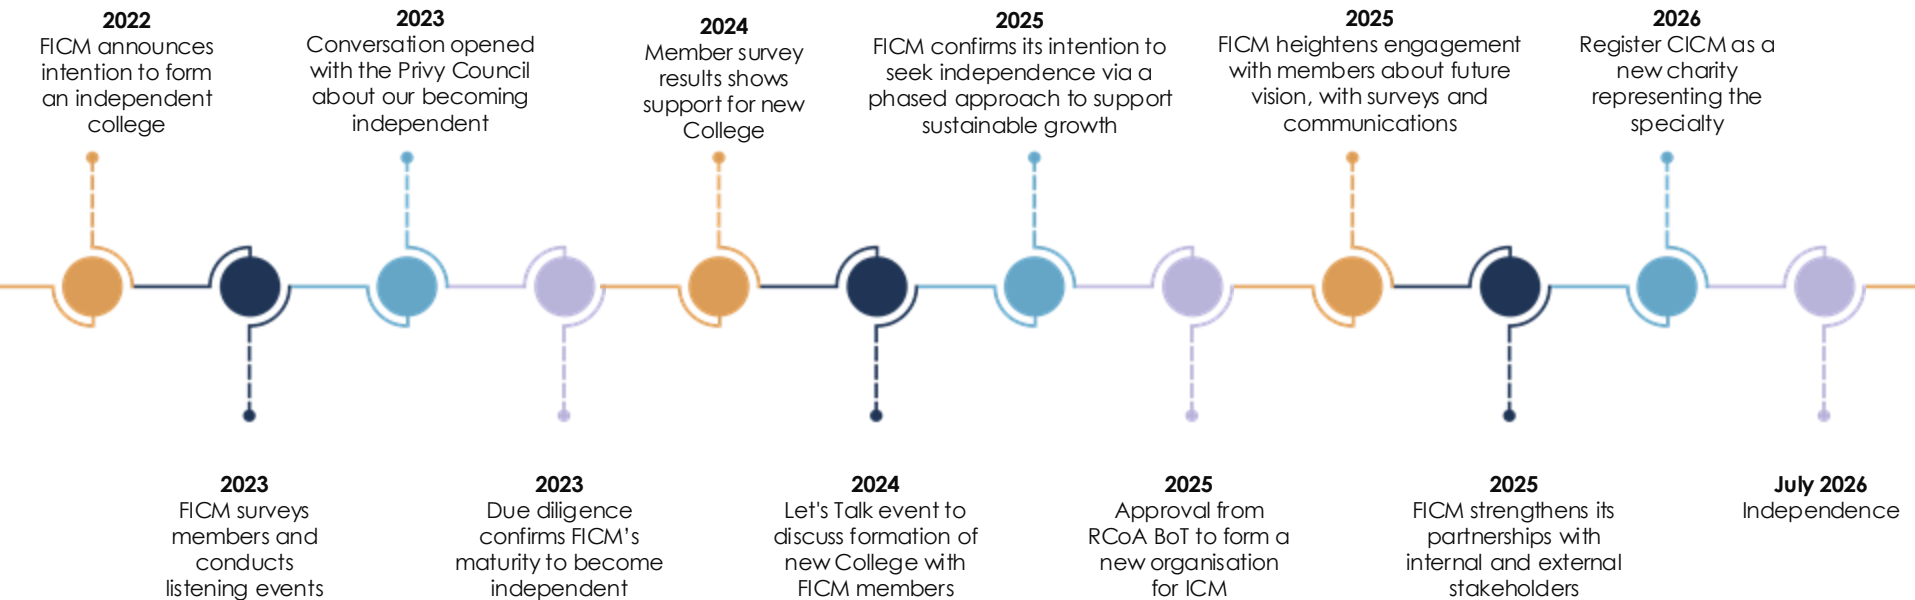 2022
FICM announces
intention to form
an independent
college
2023
Conversation opened
with the Privy Council
about our becoming
independent
2024
Member survey
results shows
support for new
College
2025
FICM confirms its intention to
seek independence via a
phased approach to support
sustainable growth
2025
FICM heightens engagement
with members about future
vision, with surveys and
communications
2026
Register CICM as a
new charity
representing the
specialty
2023
FICM surveys
members and
conducts
listening events
2023
Due diligence
confirms FICM’s
maturity to become
independent
2024
Let's Talk event to
discuss formation of
new College with
FICM members
2025
Approval from
RCoA BoT to form a
new organisation
for ICM
2025
FICM strengthens its
partnerships with
internal and external
stakeholders
July 2026
Independence